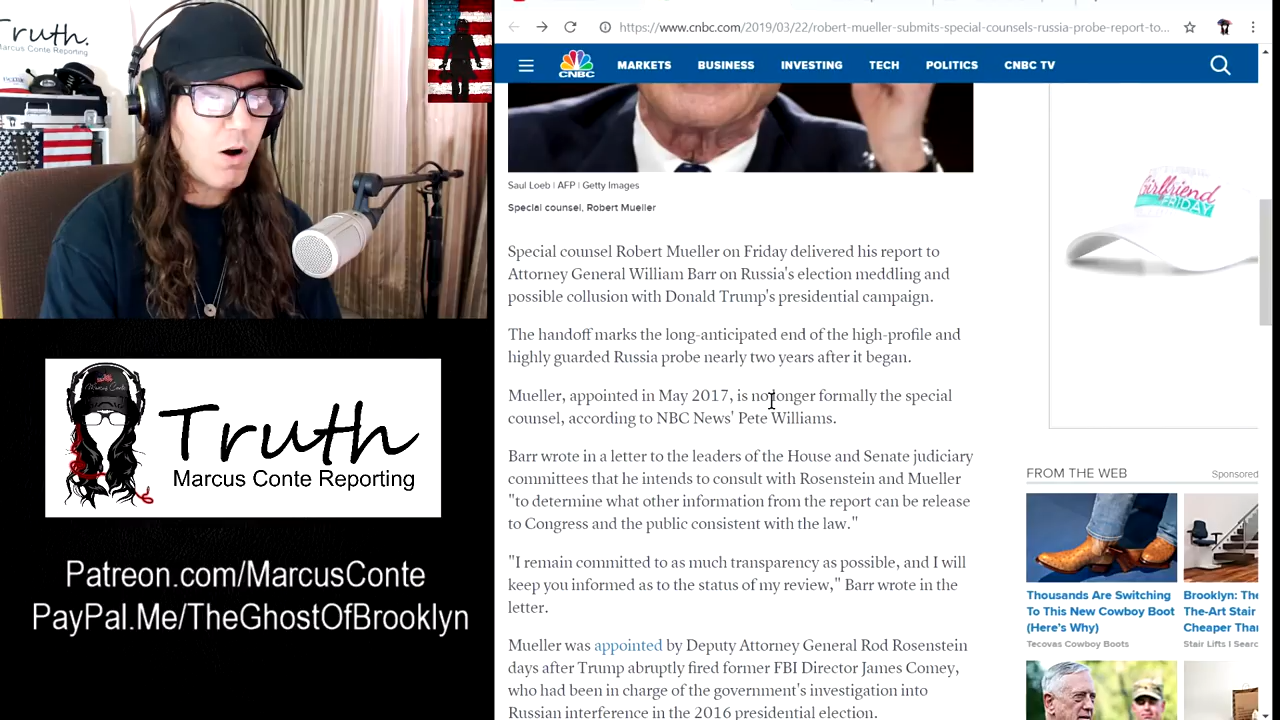 Truth.
Marcus Conte Reporting
https://www.cnbc.com/2019/03/22/robert-mueller-submits-special-counsels-russia-probe-report-to...
CNBC
MARKETS
BUSINESS
INVESTING
TECH
POLITICS
CNBC TV
Saul Loeb | AFP | Getty Images
Special counsel, Robert Mueller
Special counsel Robert Mueller on Friday delivered his report to
Attorney General William Barr on Russia's election meddling and
possible collusion with Donald Trump's presidential campaign.
The handoff marks the long-anticipated end of the high-profile and
highly guarded Russia probe nearly two years after it began.
Mueller, appointed in May 2017, is no longer formally the special
counsel, according to NBC News' Pete Williams.
Barr wrote in a letter to the leaders of the House and Senate judiciary
committees that he intends to consult with Rosenstein and Mueller
"to determine what other information from the report can be release
to Congress and the public consistent with the law."
"I remain committed to as much transparency as possible, and I will
keep you informed as to the status of my review," Barr wrote in the
letter.
Mueller was appointed by Deputy Attorney General Rod Rosenstein
days after Trump abruptly fired former FBI Director James Comey,
who had been in charge of the government's investigation into
Russian interference in the 2016 presidential election.
Girlfriend
FRIDAY
FROM THE WEB
Sponsored
Thousands Are Switching
To This New Cowboy Boot
(Here's Why)
Tecovas Cowboy Boots
Brooklyn: The
The-Art Stair
Cheaper Than
Stair Lifts | Searc
Truth
Marcus Conte Reporting
Patreon.com/MarcusConte
PayPal.Me/TheGhostOfBrooklyn